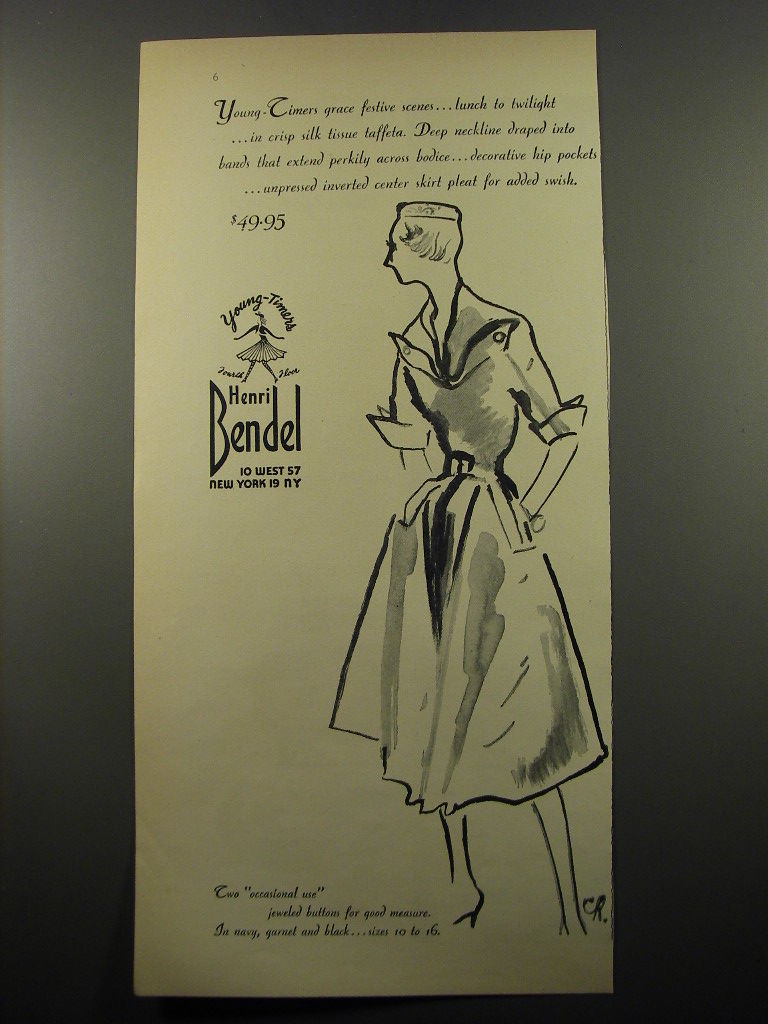 6
Young-Timers grace festive scenes...lunch to twilight
...in crisp silk tissue taffeta. Deep neckline draped into
bands that extend perkily across bodice...decorative hip pockets
...unpressed inverted center skirt pleat for added swish.
$49.95
Young-Timers
Fourth Floor
Henri
Bendel
10 WEST 57
NEW YORK 19 NY
Two "occasional use"
jeweled buttons for good measure.
In navy, garnet and black...sizes 10 to 16.